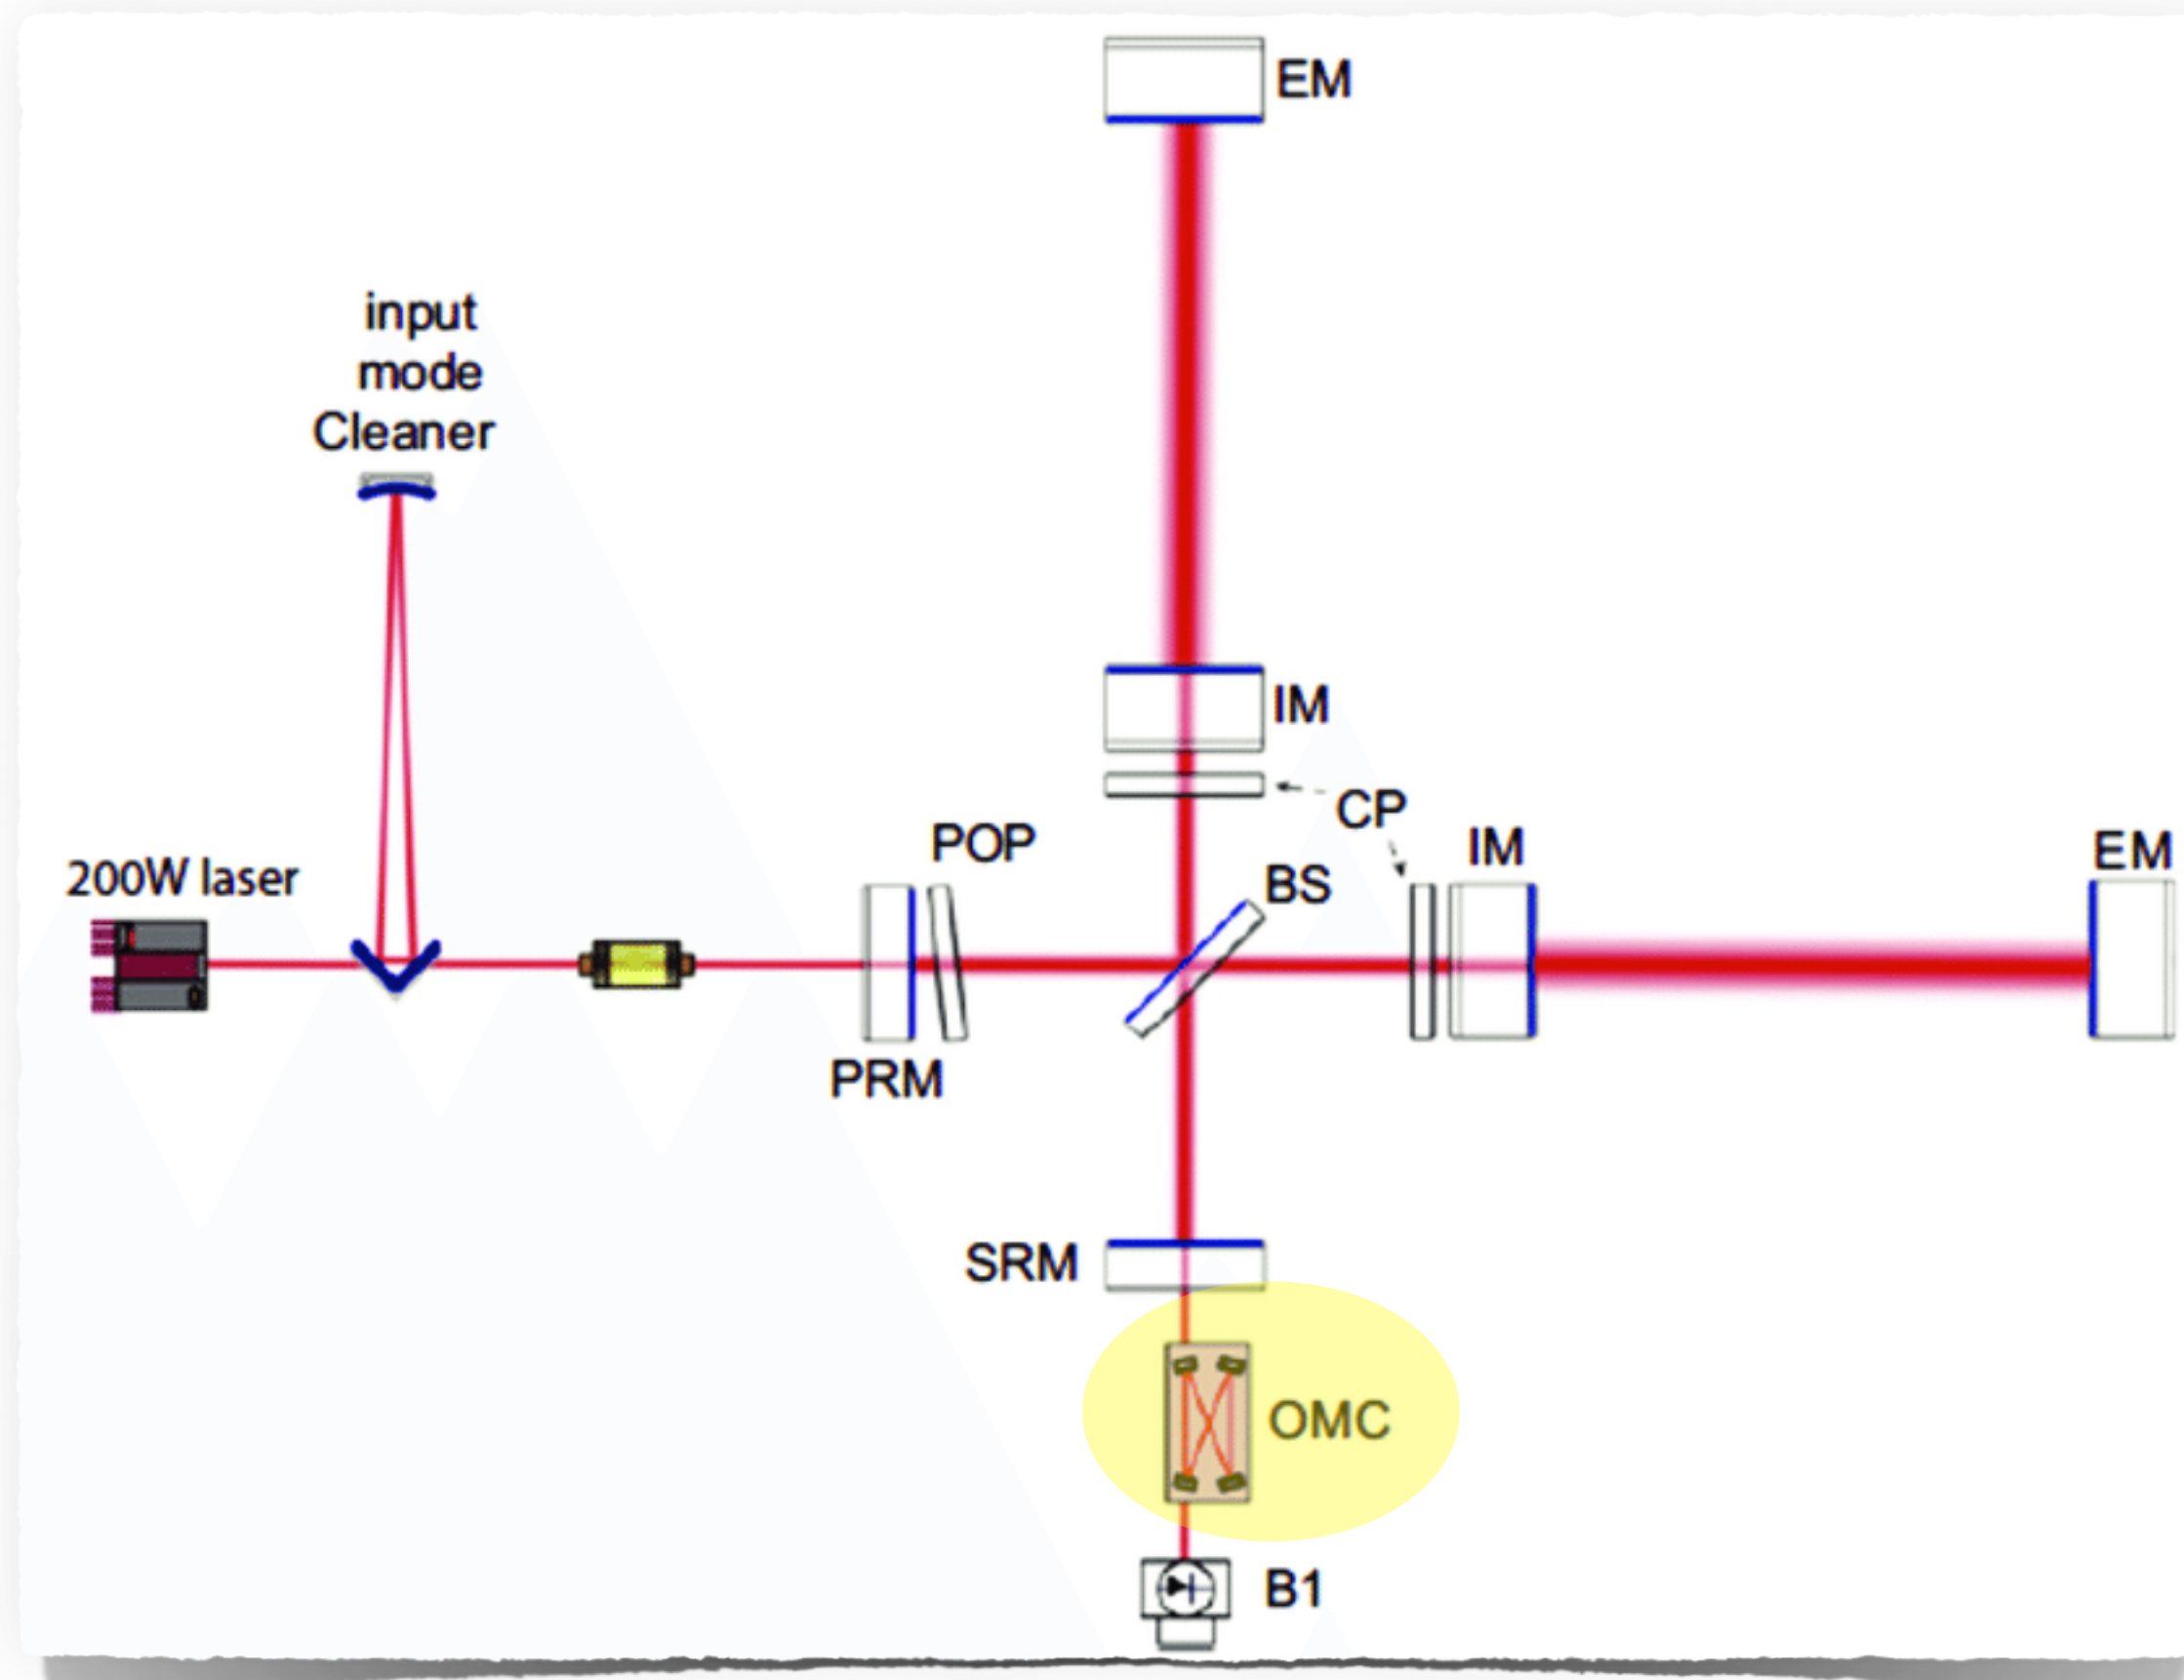 EM
input
mode
Cleaner
IM
CP
POP
IM
EM
200W laser
BS
PRM
SRM
OMC
B1